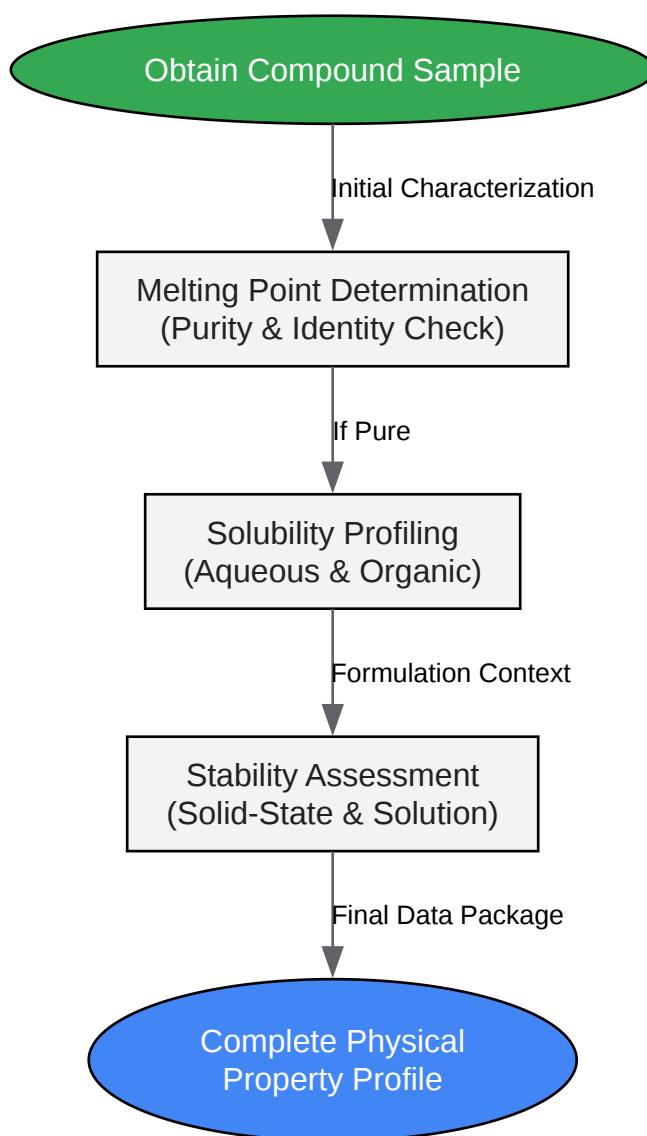 Obtain Compound Sample
Initial Characterization
Melting Point Determination
(Purity & Identity Check)
If Pure
Solubility Profiling
(Aqueous & Organic)
Formulation Context
Stability Assessment
(Solid-State & Solution)
Final Data Package
Complete Physical
Property Profile